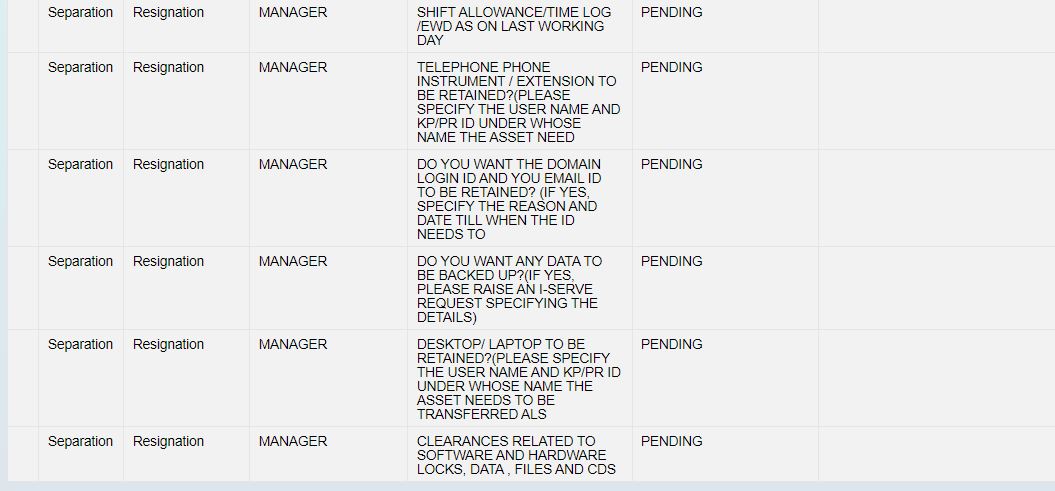 Separation Resignation MANAGER SHIFT ALLOWANCE/TIME LOG PENDING
/EWD AS ON LAST WORKING
DAY
Separation Resignation MANAGER TELEPHONE PHONE PENDING
INSTRUMENT / EXTENSION TO
BE RETAINED?(PLEASE
SPECIFY THE USER NAME AND
KP/PR ID UNDER WHOSE
NAME THE ASSET NEED
Separation Resignation MANAGER DO YOU WANT THE DOMAIN PENDING
LOGIN ID AND YOU EMAIL ID
TO BE RETAINED? (IF YES,
SPECIFY THE REASON AND
DATE TILL WHEN THE ID
NEEDS TO
Separation Resignation MANAGER DO YOU WANT ANY DATA TO PENDING
BE BACKED UP?(IF YES,
PLEASE RAISE AN I-SERVE
REQUEST SPECIFYING THE
DETAILS)
Separation Resignation MANAGER DESKTOP/ LAPTOP TO BE PENDING
RETAINED?(PLEASE SPECIFY
THE USER NAME AND KP/PR ID
UNDER WHOSE NAME THE
ASSET NEEDS TO BE
TRANSFERRED ALS
Separation Resignation MANAGER CLEARANCES RELATED TO PENDING
SOFTWARE AND HARDWARE
LOCKS, DATA , FILES AND CDS